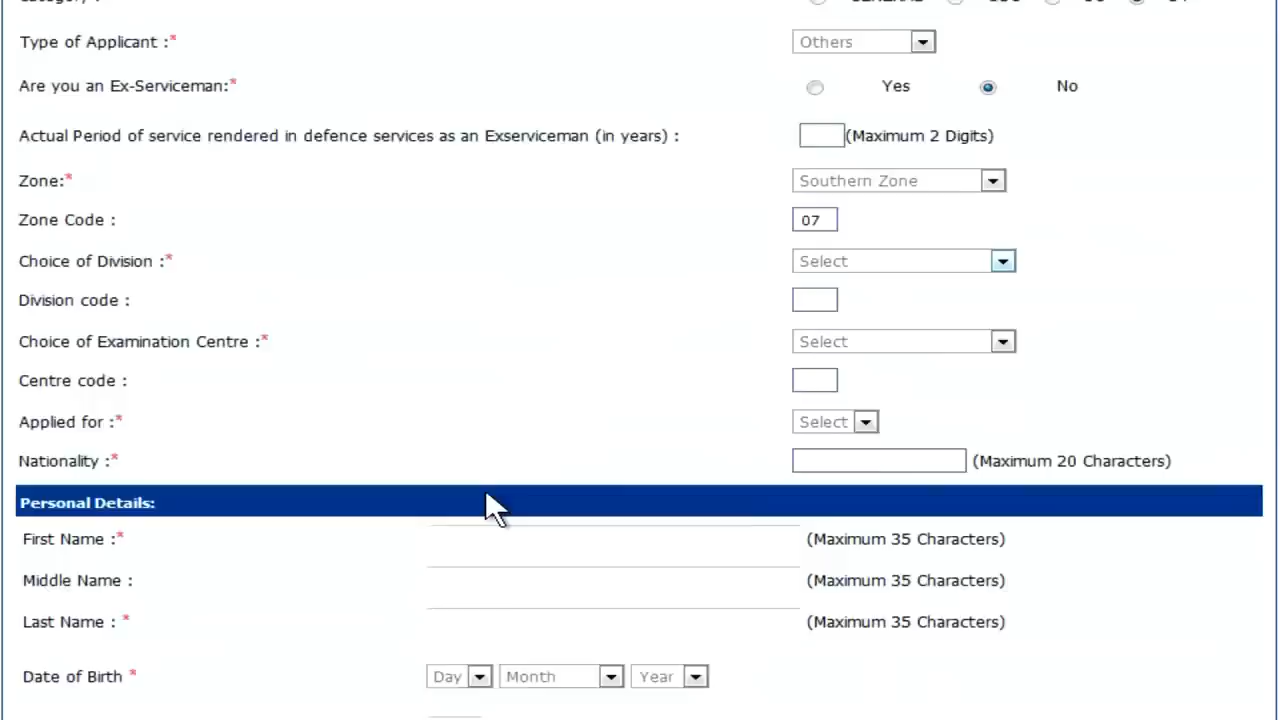 Type of Applicant :* Others
Are you an Ex-Serviceman:* Yes No
Actual Period of service rendered in defence services as an Exserviceman (in years) : (Maximum 2 Digits)
Zone:* Southern Zone
Zone Code : 07
Choice of Division :* Select
Division code :
Choice of Examination Centre :* Select
Centre code :
Applied for :* Select
Nationality :* (Maximum 20 Characters)
Personal Details:
First Name :* (Maximum 35 Characters)
Middle Name : (Maximum 35 Characters)
Last Name : * (Maximum 35 Characters)
Date of Birth * Day Month Year